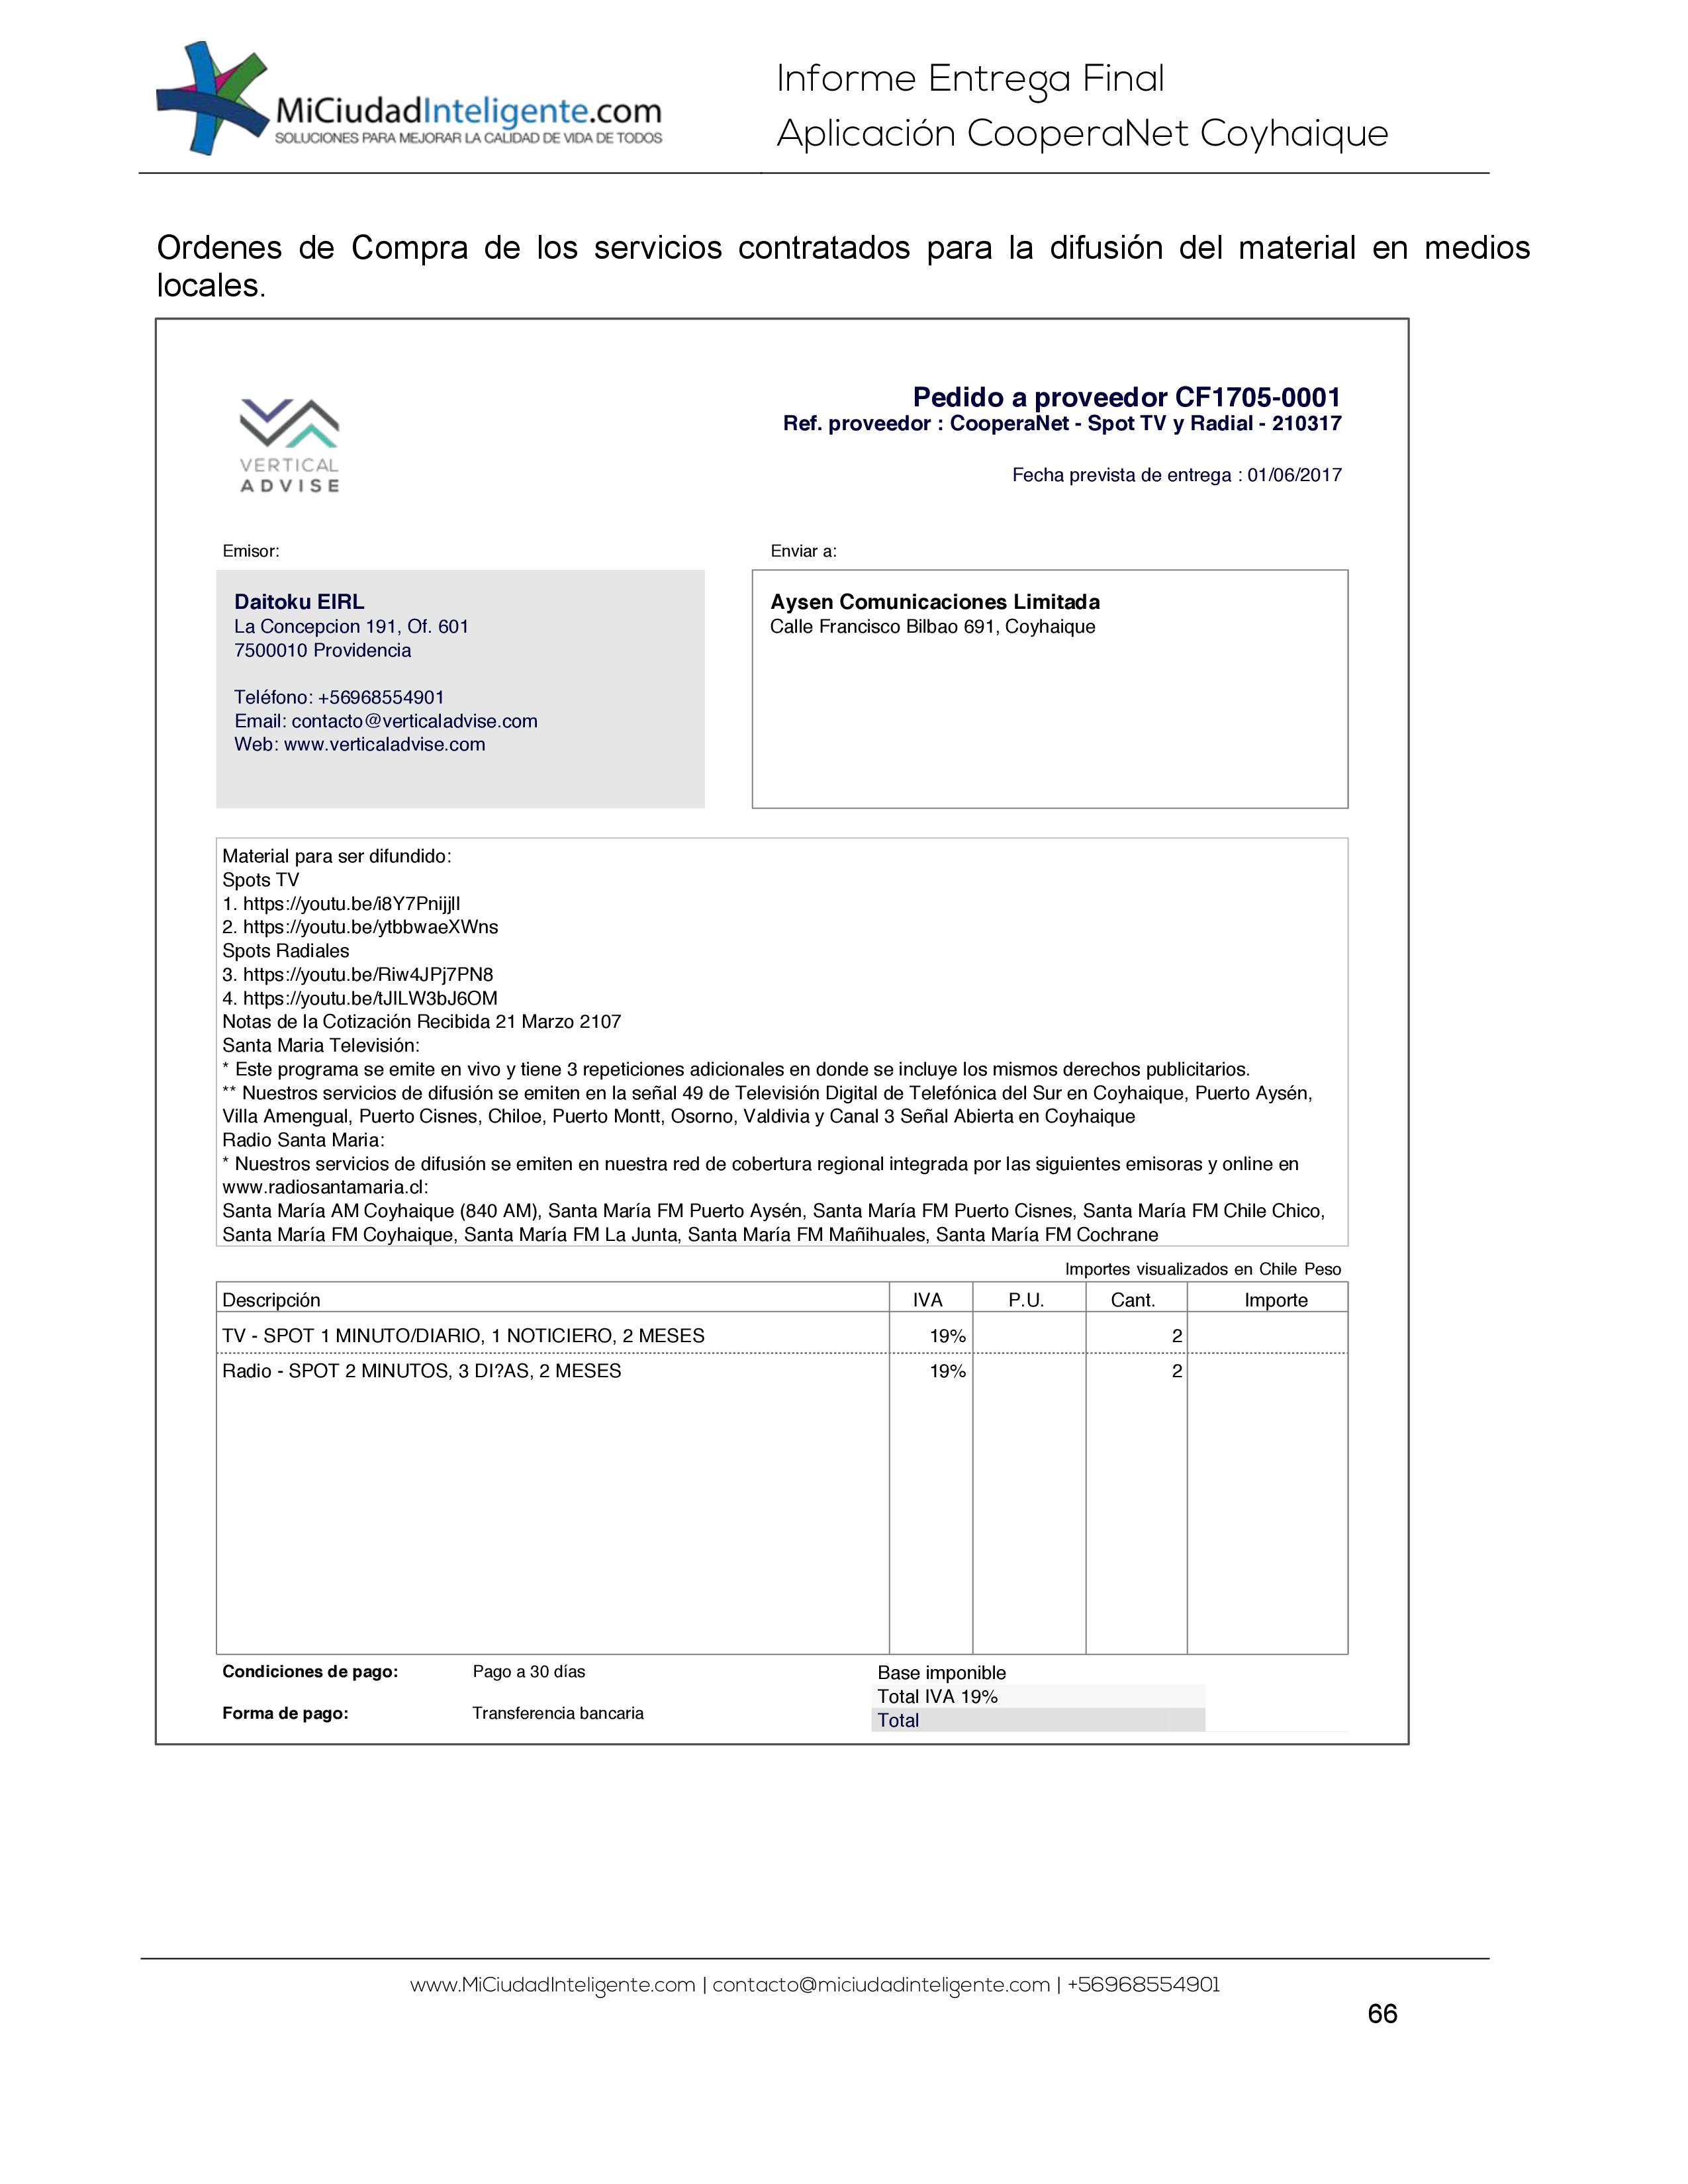 MiCiudadInteligente.com
SOLUCIONES PARA MEJORAR LA CALIDAD DE VIDA DE TODOS
Informe Entrega Final
Aplicación CooperaNet Coyhaique
Ordenes de Compra de los servicios contratados para la difusión del material en medios
locales.
VERTICAL
ADVISE
Pedido a proveedor CF1705-0001
Ref. proveedor : CooperaNet - Spot TV y Radial - 210317
Fecha prevista de entrega : 01/06/2017
Emisor:
Daitoku EIRL
La Concepcion 191, Of. 601
7500010 Providencia
Teléfono: +56968554901
Email: contacto@verticaladvise.com
Web: www.verticaladvise.com
Enviar a:
Aysen Comunicaciones Limitada
Calle Francisco Bilbao 691, Coyhaique
Material para ser difundido:
Spots TV
1. https://youtu.be/i8Y7PnijjlI
2. https://youtu.be/ytbbwaeXWns
Spots Radiales
3. https://youtu.be/Riw4JPj7PN8
4. https://youtu.be/tJILW3bJ6OM
Notas de la Cotización Recibida 21 Marzo 2107
Santa Maria Televisión:
* Este programa se emite en vivo y tiene 3 repeticiones adicionales en donde se incluye los mismos derechos publicitarios.
** Nuestros servicios de difusión se emiten en la señal 49 de Televisión Digital de Telefónica del Sur en Coyhaique, Puerto Aysén,
Villa Amengual, Puerto Cisnes, Chiloe, Puerto Montt, Osorno, Valdivia y Canal 3 Señal Abierta en Coyhaique
Radio Santa Maria:
* Nuestros servicios de difusión se emiten en nuestra red de cobertura regional integrada por las siguientes emisoras y online en
www.radiosantamaria.cl:
Santa María AM Coyhaique (840 AM), Santa María FM Puerto Aysén, Santa María FM Puerto Cisnes, Santa María FM Chile Chico,
Santa María FM Coyhaique, Santa María FM La Junta, Santa María FM Mañihuales, Santa María FM Cochrane
Importes visualizados en Chile Peso
Descripción IVA P.U. Cant. Importe
TV - SPOT 1 MINUTO/DIARIO, 1 NOTICIERO, 2 MESES 19% 2
Radio - SPOT 2 MINUTOS, 3 DI?AS, 2 MESES 19% 2
Condiciones de pago: Pago a 30 días
Forma de pago: Transferencia bancaria
Base imponible
Total IVA 19%
Total
www.MiCiudadInteligente.com | contacto@miciudadinteligente.com | +56968554901
66